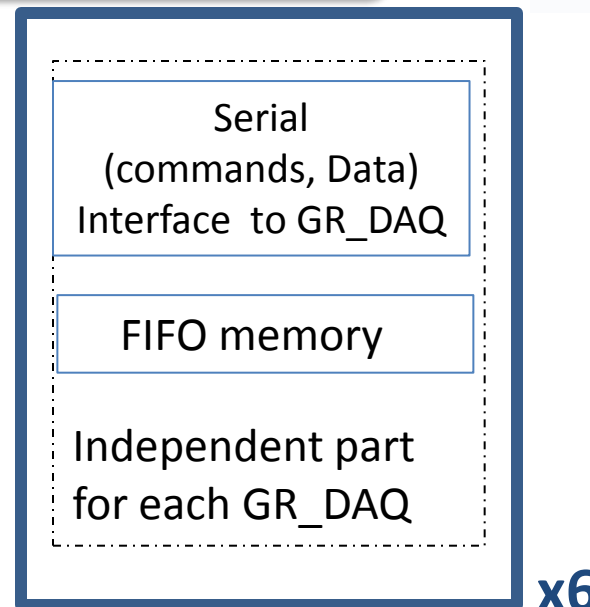 Serial
(commands, Data)
Interface to GR_DAQ
FIFO memory
Independent part
for each GR_DAQ
x6